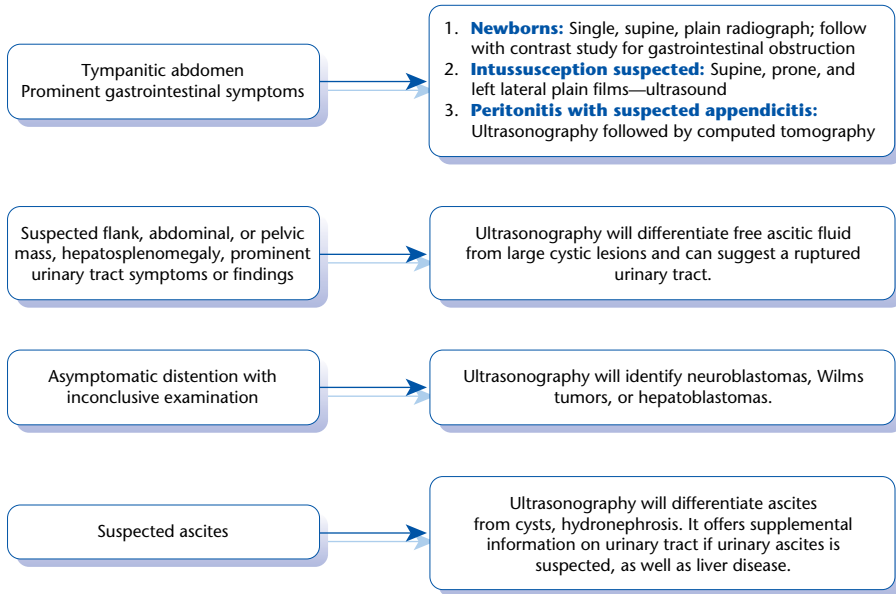 Tympanitic abdomen
Prominent gastrointestinal symptoms
1. Newborns: Single, supine, plain radiograph; follow
with contrast study for gastrointestinal obstruction
2. Intussusception suspected: Supine, prone, and
left lateral plain films—ultrasound
3. Peritonitis with suspected appendicitis:
Ultrasonography followed by computed tomography
Suspected flank, abdominal, or pelvic
mass, hepatosplenomegaly, prominent
urinary tract symptoms or findings
Ultrasonography will differentiate free ascitic fluid
from large cystic lesions and can suggest a ruptured
urinary tract.
Asymptomatic distention with
inconclusive examination
Ultrasonography will identify neuroblastomas, Wilms
tumors, or hepatoblastomas.
Suspected ascites
Ultrasonography will differentiate ascites
from cysts, hydronephrosis. It offers supplemental
information on urinary tract if urinary ascites is
suspected, as well as liver disease.